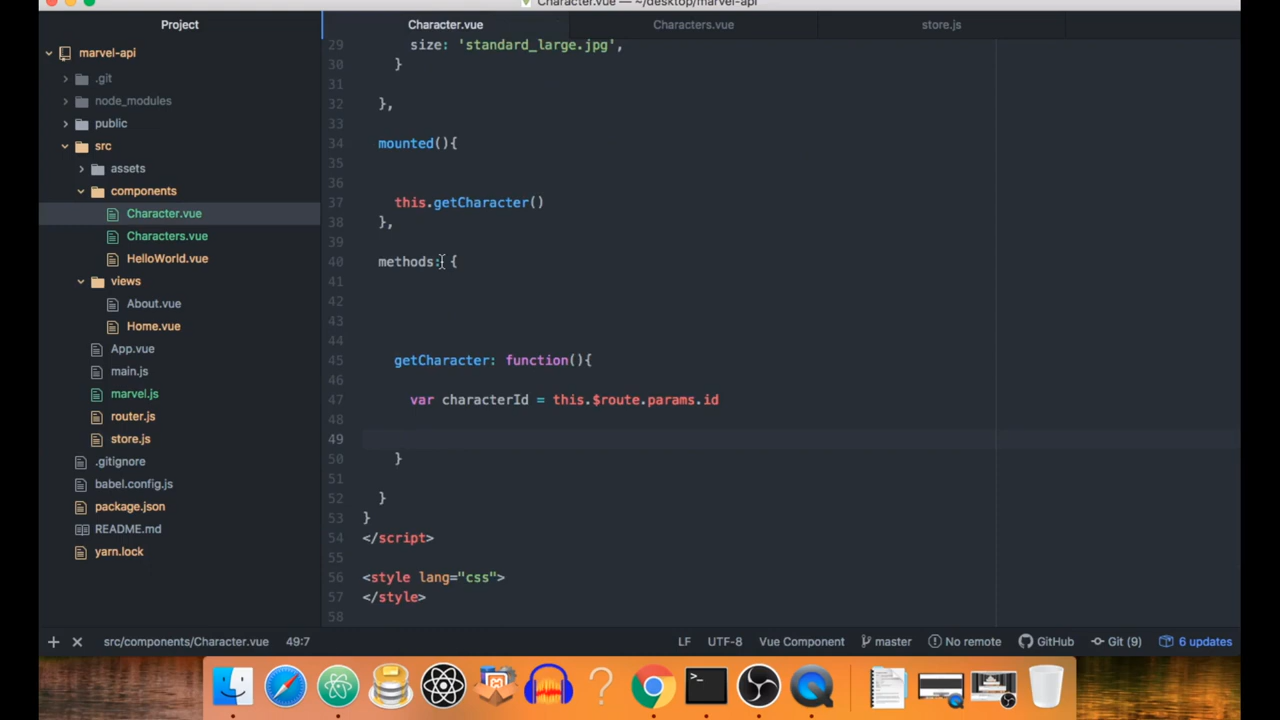 Character.vue — ~/desktop/marvel-api
Project
Character.vue
Characters.vue
store.js
marvel-api
.git
node_modules
public
src
assets
components
Character.vue
Characters.vue
HelloWorld.vue
views
About.vue
Home.vue
App.vue
main.js
marvel.js
router.js
store.js
.gitignore
babel.config.js
package.json
README.md
yarn.lock
29 size: 'standard_large.jpg',
30 }
31
32 },
33
34 mounted(){
35
36
37 this.getCharacter()
38 },
39
40 methods: {
41
42
43
44
45 getCharacter: function(){
46
47 var characterId = this.$route.params.id
48
49
50 }
51
52 }
53 }
54 </script>
55
56 <style lang="css">
57 </style>
58
src/components/Character.vue 49:7 LF UTF-8 Vue Component master No remote GitHub Git (9) 6 updates